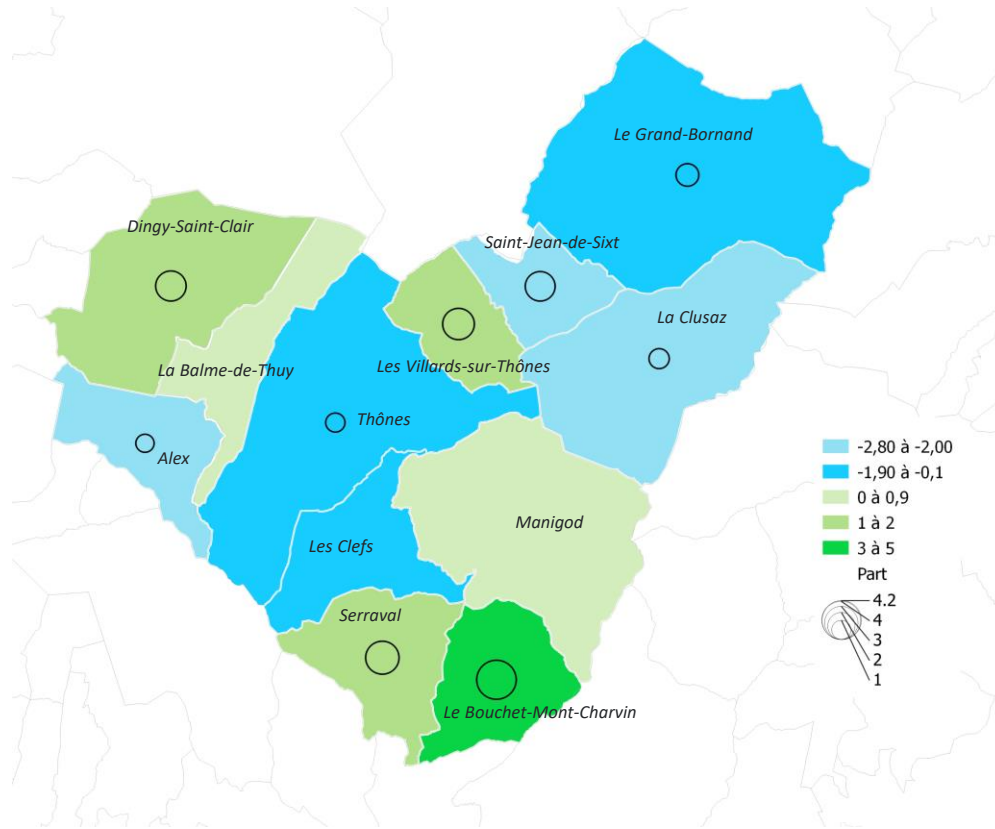 Le Grand-Bornand
Dingy-Saint-Clair
Saint-Jean-de-Sixt
La Clusaz
La Balme-de-Thuy
Les Villards-sur-Thônes
Thônes
Alex
Manigod
Les Clefs
Serraval
Le Bouchet-Mont-Charvin
-2,80 à -2,00
-1,90 à -0,1
0 à 0,9
1 à 2
3 à 5
Part
4.2
4
3
2
1